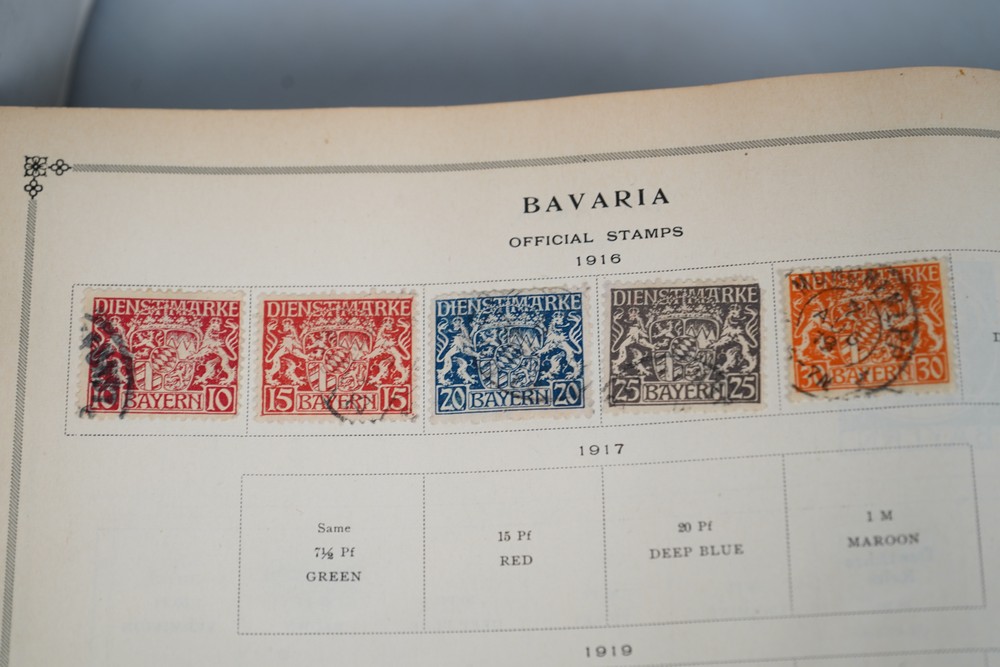 BAVARIA
OFFICIAL STAMPS
1916
DIENSTMARKE
10 BAYERN 10
DIENSTMARKE
15 BAYERN 15
DIENSTMARKE
20 BAYERN 20
DIENSTMARKE
25 BAYERN 25
DIENSTMARKE
30 BAYERN 30
1917
Same
7½ Pf
GREEN
15 Pf
RED
20 Pf
DEEP BLUE
1 M
MAROON
1919